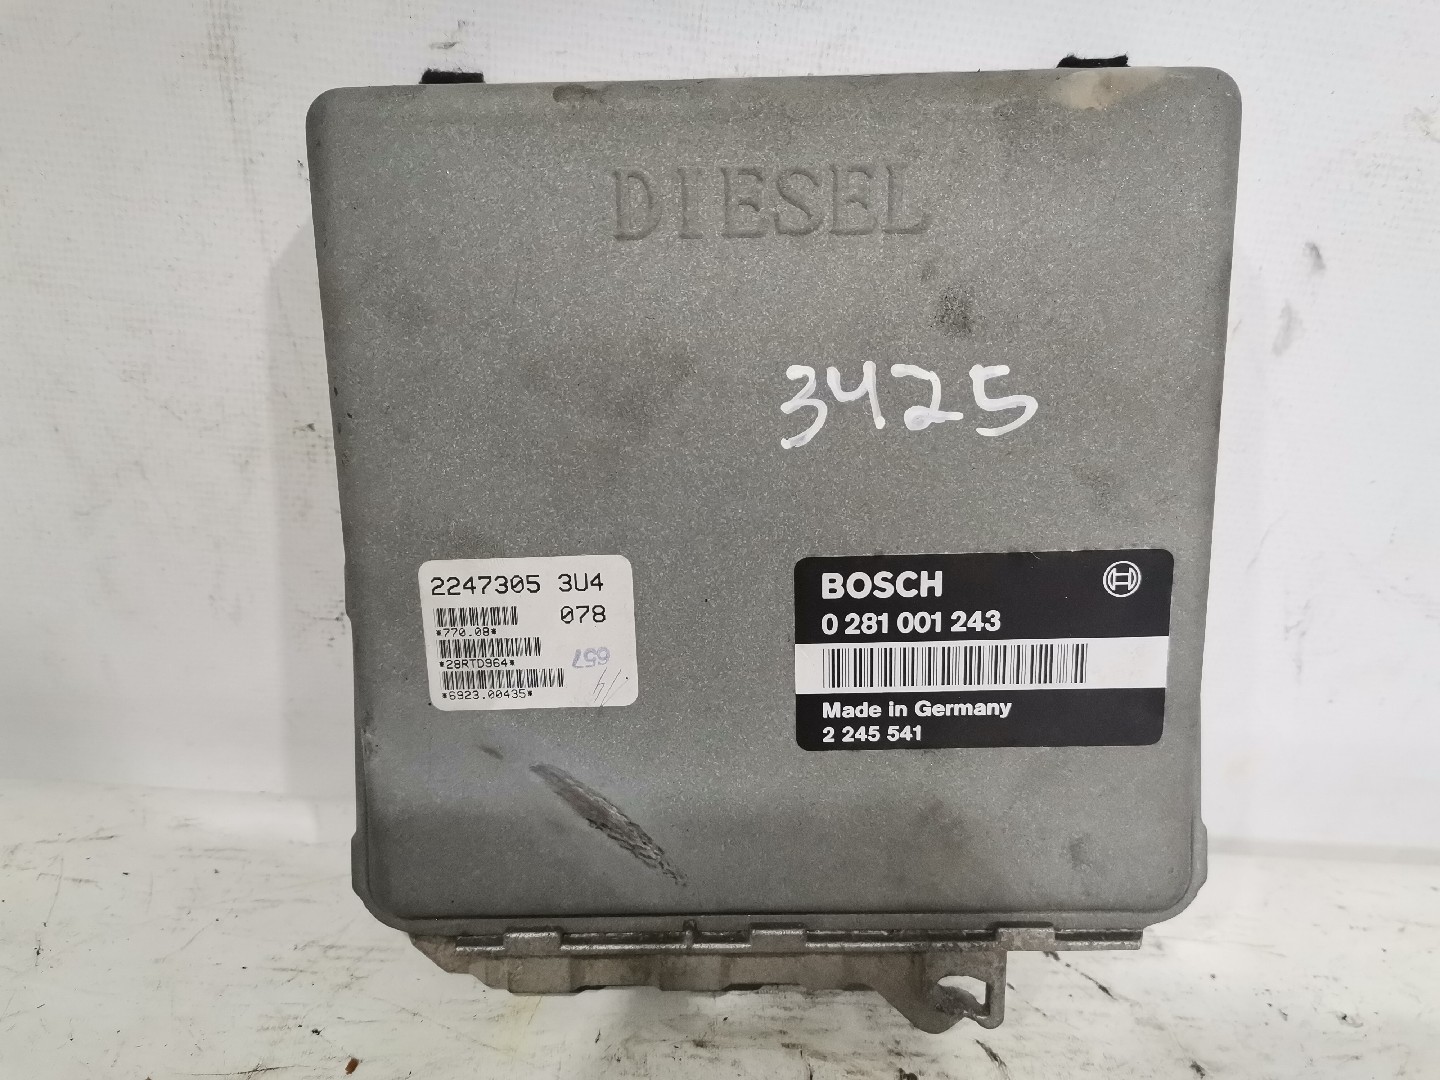 DIESEL
3425
2247305 3U4
078
*770.08*
*28RTD964*
657
*6923.00435*
BOSCH
0 281 001 243
Made in Germany
2 245 541